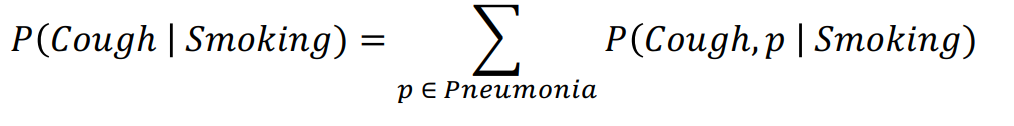 P(Cough | Smoking) = ∑ P(Cough, p | Smoking)
p ∈ Pneumonia